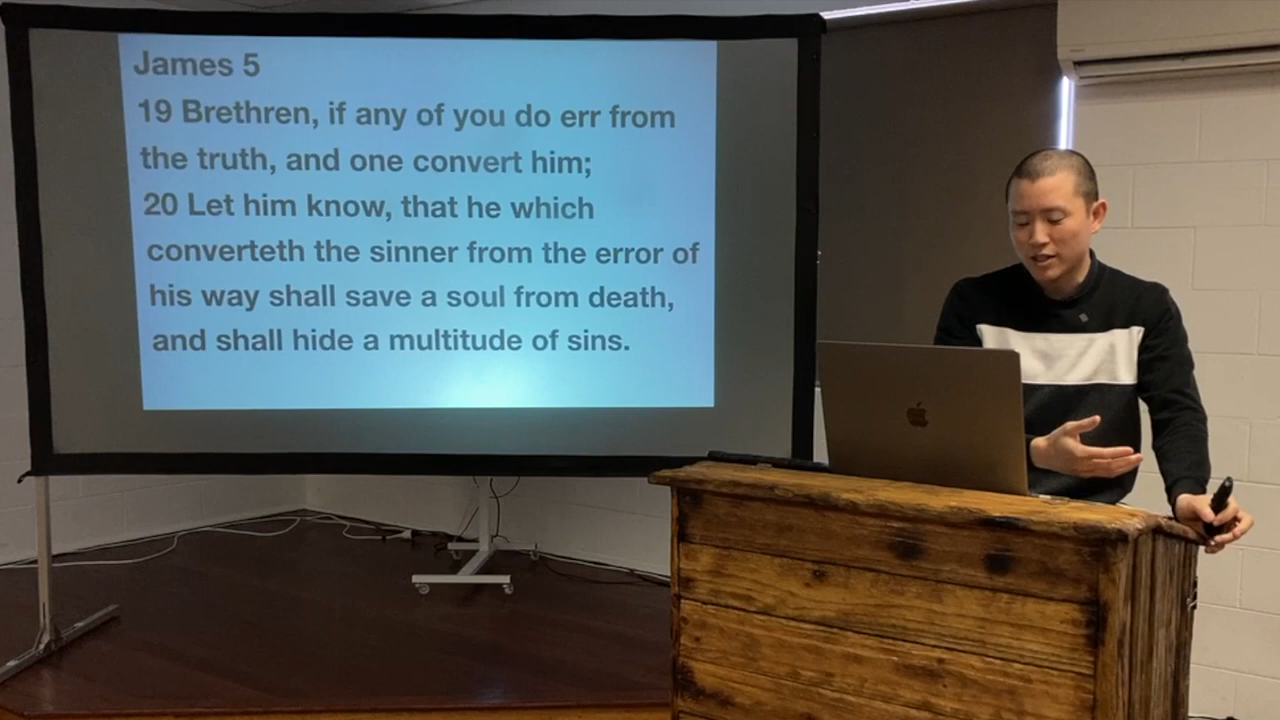 James 5
19 Brethren, if any of you do err from
the truth, and one convert him;
20 Let him know, that he which
converteth the sinner from the error of
his way shall save a soul from death,
and shall hide a multitude of sins.